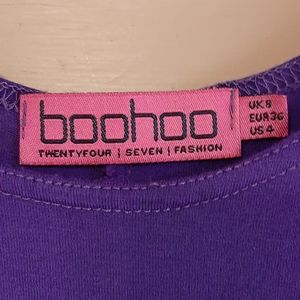 boohoo
TWENTYFOUR | SEVEN | FASHION
UK 8
EUR 36
US 4